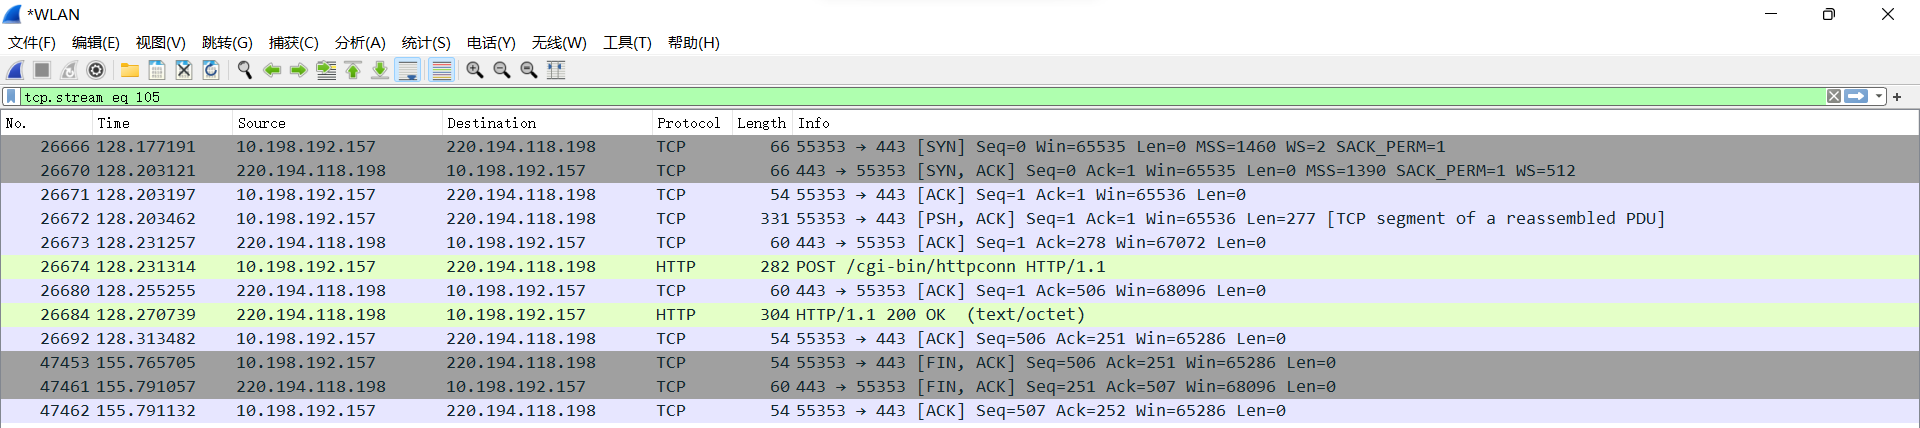 *WLAN
文件(F) 编辑(E) 视图(V) 跳转(G) 捕获(C) 分析(A) 统计(S) 电话(Y) 无线(W) 工具(T) 帮助(H)
tcp.stream eq 105
No. Time Source Destination Protocol Length Info
26666 128.177191 10.198.192.157 220.194.118.198 TCP 66 55353 → 443 [SYN] Seq=0 Win=65535 Len=0 MSS=1460 WS=2 SACK_PERM=1
26670 128.203121 220.194.118.198 10.198.192.157 TCP 66 443 → 55353 [SYN, ACK] Seq=0 Ack=1 Win=65535 Len=0 MSS=1390 SACK_PERM=1 WS=512
26671 128.203197 10.198.192.157 220.194.118.198 TCP 54 55353 → 443 [ACK] Seq=1 Ack=1 Win=65536 Len=0
26672 128.203462 10.198.192.157 220.194.118.198 TCP 331 55353 → 443 [PSH, ACK] Seq=1 Ack=1 Win=65536 Len=277 [TCP segment of a reassembled PDU]
26673 128.231257 220.194.118.198 10.198.192.157 TCP 60 443 → 55353 [ACK] Seq=1 Ack=278 Win=67072 Len=0
26674 128.231314 10.198.192.157 220.194.118.198 HTTP 282 POST /cgi-bin/httpconn HTTP/1.1
26680 128.255255 220.194.118.198 10.198.192.157 TCP 60 443 → 55353 [ACK] Seq=1 Ack=506 Win=68096 Len=0
26684 128.270739 220.194.118.198 10.198.192.157 HTTP 304 HTTP/1.1 200 OK (text/octet)
26692 128.313482 10.198.192.157 220.194.118.198 TCP 54 55353 → 443 [ACK] Seq=506 Ack=251 Win=65286 Len=0
47453 155.765705 10.198.192.157 220.194.118.198 TCP 54 55353 → 443 [FIN, ACK] Seq=506 Ack=251 Win=65286 Len=0
47461 155.791057 220.194.118.198 10.198.192.157 TCP 60 443 → 55353 [FIN, ACK] Seq=251 Ack=507 Win=68096 Len=0
47462 155.791132 10.198.192.157 220.194.118.198 TCP 54 55353 → 443 [ACK] Seq=507 Ack=252 Win=65286 Len=0